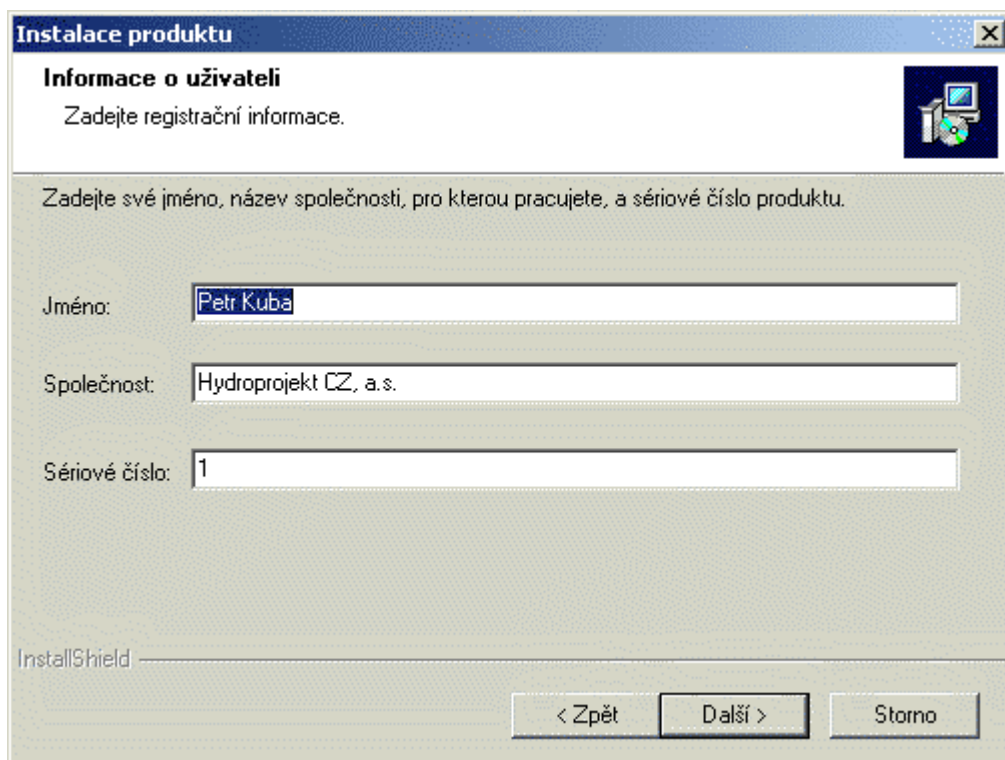 Instalace produktu
Informace o uživateli
Zadejte registrační informace.
Zadejte své jméno, název společnosti, pro kterou pracujete, a sériové číslo produktu.
Jméno: Petr Kuba
Společnost: Hydroprojekt CZ, a.s.
Sériové číslo: 1
InstallShield
< Zpět Další > Storno